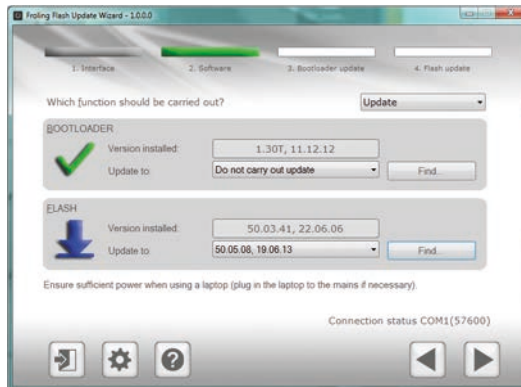 Froling Flash Update Wizard - 1.0.0.0
1. Interface 2. Software 3. Bootloader update 4. Flash update
Which function should be carried out? Update
BOOTLOADER
Version installed: 1.30T, 11.12.12
Update to: Do not carry out update Find...
FLASH
Version installed: 50.03.41, 22.06.06
Update to: 50.05.08, 19.06.13 Find...
Ensure sufficient power when using a laptop (plug in the laptop to the mains if necessary).
Connection status COM1(57600)